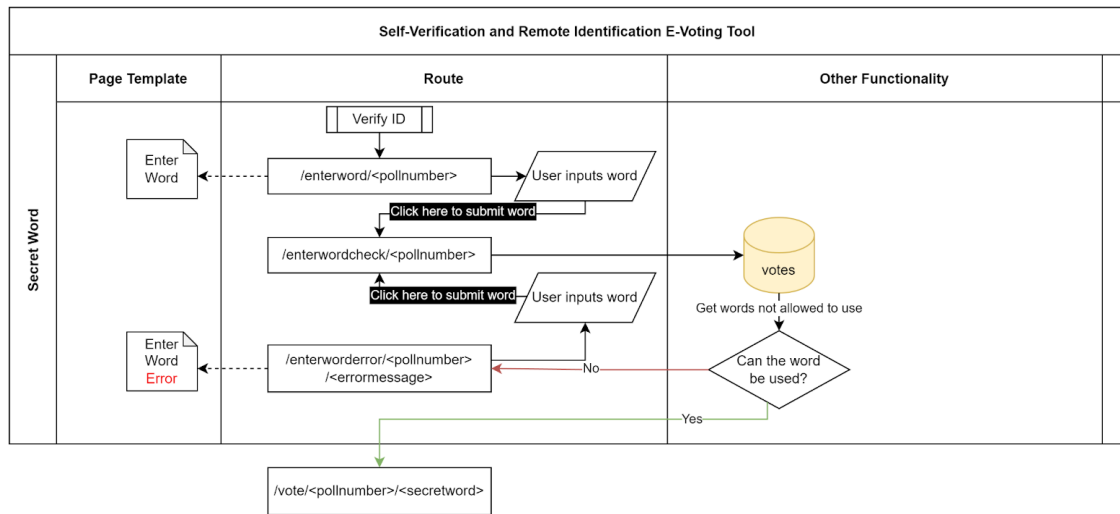 Self-Verification and Remote Identification E-Voting Tool
Page Template
Route
Other Functionality
Secret Word
Verify ID
Enter
Word
/enterword/<pollnumber>
User inputs word
Click here to submit word
/enterwordcheck/<pollnumber>
votes
Click here to submit word
User inputs word
Get words not allowed to use
Enter
Word
Error
/enterworderror/<pollnumber>
/<errormessage>
No
Can the word
be used?
Yes
/vote/<pollnumber>/<secretword>